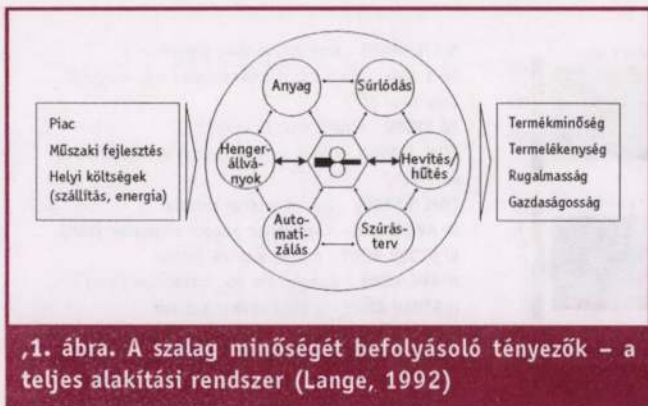 Piac
Műszaki fejlesztés
Helyi költségek
(szállítás, energia)
Anyag
Súrlódás
Henger-
állvá-
nyok
Hevítés/
hűtés
Auto-
mati-
zálás
Szúrás-
terv
Termékminőség
Termelékenység
Rugalmasság
Gazdaságosság
,1. ábra. A szalag minőségét befolyásoló tényezők – a
teljes alakítási rendszer (Lange, 1992)